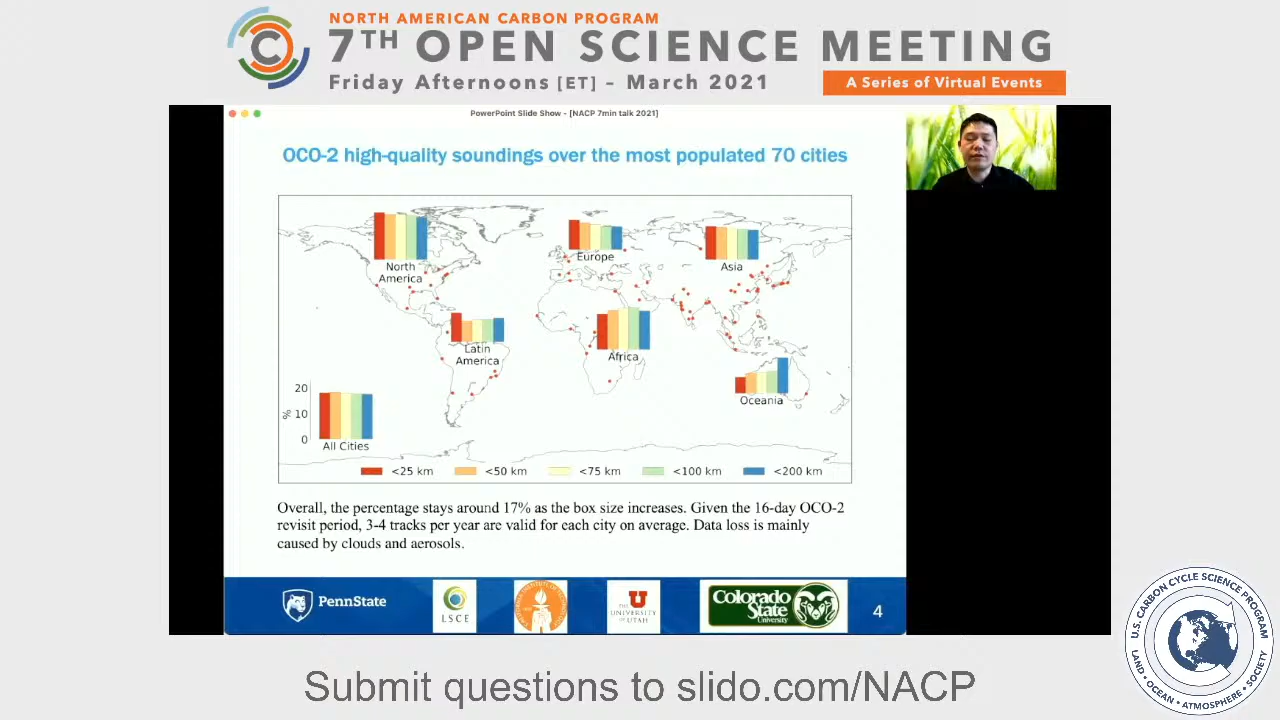 NORTH AMERICAN CARBON PROGRAM
7TH OPEN SCIENCE MEETING
Friday Afternoons [ET] – March 2021
A Series of Virtual Events
PowerPoint Slide Show - [NACP 7min talk 2021]
OCO-2 high-quality soundings over the most populated 70 cities
North
America
Europe
Asia
Latin
America
Africa
Oceania
20
10
0
%
All Cities
<25 km
<50 km
<75 km
<100 km
<200 km
Overall, the percentage stays around 17% as the box size increases. Given the 16-day OCO-2
revisit period, 3-4 tracks per year are valid for each city on average. Data loss is mainly
caused by clouds and aerosols.
PennState
LSCE
U
THE
UNIVERSITY
OF UTAH
Colorado
State
University
4
U.S. CARBON CYCLE SCIENCE PROGRAM
LAND • OCEAN • ATMOSPHERE • SOCIETY
Submit questions to slido.com/NACP